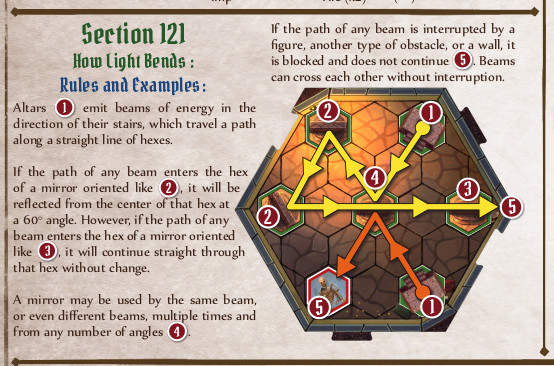 Section 121
How Light Bends :
Rules and Examples :
Altars 1 emit beams of energy in the
direction of their stairs, which travel a path
along a straight line of hexes.
If the path of any beam enters the hex
of a mirror oriented like 2, it will be
reflected from the center of that hex at
a 60° angle. However, if the path of any
beam enters the hex of a mirror oriented
like 3, it will continue straight through
that hex without change.
A mirror may be used by the same beam,
or even different beams, multiple times and
from any number of angles 4.
If the path of any beam is interrupted by a
figure, another type of obstacle, or a wall, it
is blocked and does not continue 5. Beams
can cross each other without interruption.
2
1
4
3
2
5
5
1